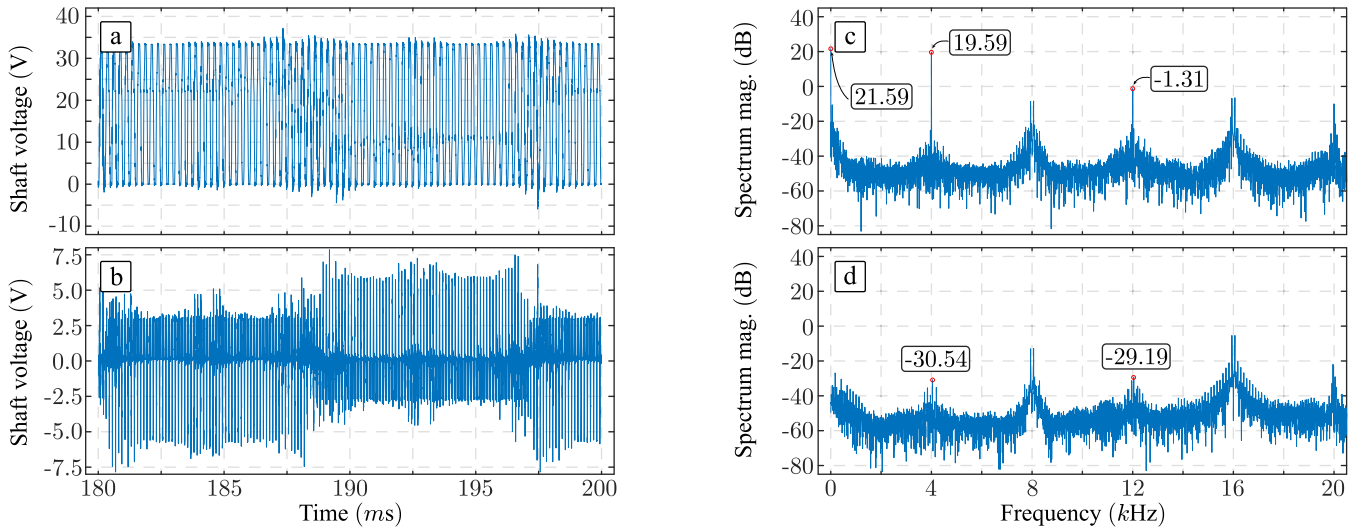 a
Shaft voltage (V)
40
30
20
10
0
-10
b
Shaft voltage (V)
7.5
5.0
2.5
0.0
-2.5
-5.0
-7.5
180 185 190 195 200
Time (ms)
c
Spectrum mag. (dB)
40
20
0
-20
-40
-60
-80
19.59
21.59
-1.31
d
Spectrum mag. (dB)
40
20
0
-20
-40
-60
-80
-30.54
-29.19
0 4 8 12 16 20
Frequency (kHz)